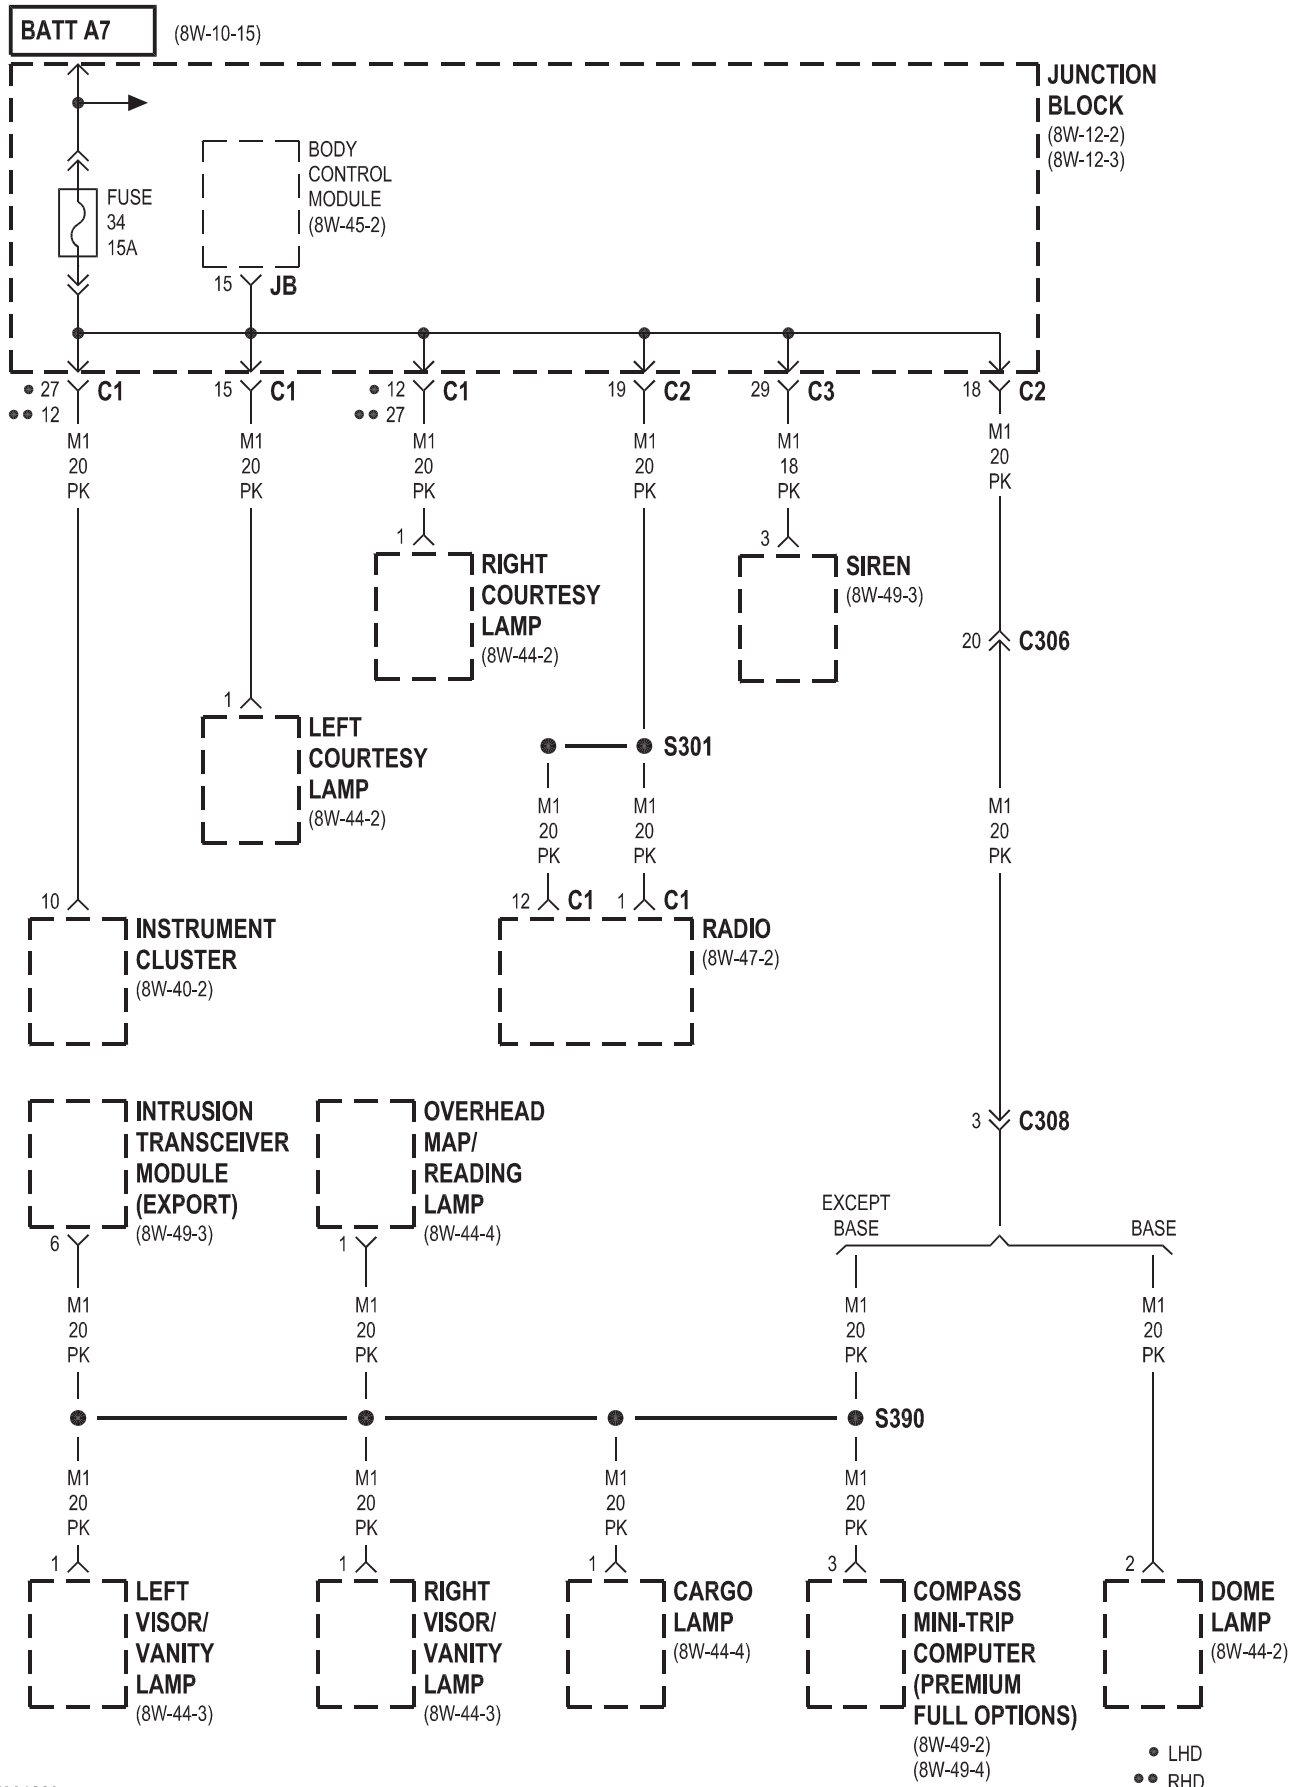 BATT A7
(8W-10-15)
JUNCTION
BLOCK
(8W-12-2)
(8W-12-3)
BODY
CONTROL
MODULE
(8W-45-2)
FUSE
34
15A
15 JB
• 27 C1
•• 12
15 C1
• 12 C1
•• 27
19 C2
29 C3
18 C2
M1
20
PK
M1
20
PK
M1
20
PK
M1
20
PK
M1
18
PK
M1
20
PK
1
RIGHT
COURTESY
LAMP
(8W-44-2)
3
SIREN
(8W-49-3)
20 C306
1
LEFT
COURTESY
LAMP
(8W-44-2)
S301
M1
20
PK
M1
20
PK
M1
20
PK
10
INSTRUMENT
CLUSTER
(8W-40-2)
12 C1
1 C1
RADIO
(8W-47-2)
3 C308
INTRUSION
TRANSCEIVER
MODULE
(EXPORT)
(8W-49-3)
6
OVERHEAD
MAP/
READING
LAMP
(8W-44-4)
1
EXCEPT
BASE
BASE
M1
20
PK
M1
20
PK
M1
20
PK
M1
20
PK
S390
M1
20
PK
M1
20
PK
M1
20
PK
M1
20
PK
1
LEFT
VISOR/
VANITY
LAMP
(8W-44-3)
1
RIGHT
VISOR/
VANITY
LAMP
(8W-44-3)
1
CARGO
LAMP
(8W-44-4)
3
COMPASS
MINI-TRIP
COMPUTER
(PREMIUM
FULL OPTIONS)
(8W-49-2)
(8W-49-4)
2
DOME
LAMP
(8W-44-2)
• LHD
•• RHD